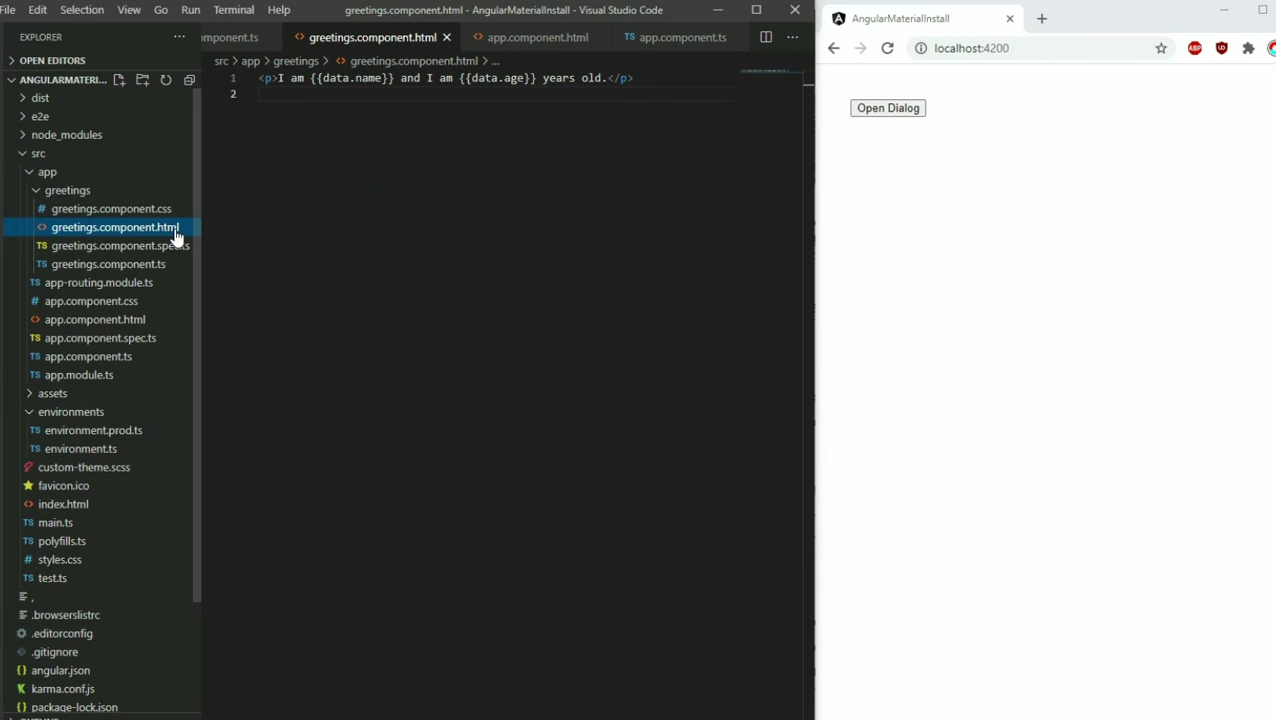 File Edit Selection View Go Run Terminal Help greetings.component.html - AngularMaterialInstall - Visual Studio Code
EXPLORER
OPEN EDITORS
ANGULARMATERI...
dist
e2e
node_modules
src
app
greetings
greetings.component.css
greetings.component.html
greetings.component.spec.ts
greetings.component.ts
app-routing.module.ts
app.component.css
app.component.html
app.component.spec.ts
app.component.ts
app.module.ts
assets
environments
environment.prod.ts
environment.ts
custom-theme.scss
favicon.ico
index.html
main.ts
polyfills.ts
styles.css
test.ts
,
.browserslistrc
.editorconfig
.gitignore
angular.json
karma.conf.js
package-lock.json
mponent.ts greetings.component.html app.component.html app.component.ts
src > app > greetings > greetings.component.html > ...
1 <p>I am {{data.name}} and I am {{data.age}} years old.</p>
2
AngularMaterialInstall
localhost:4200
ABP
Open Dialog